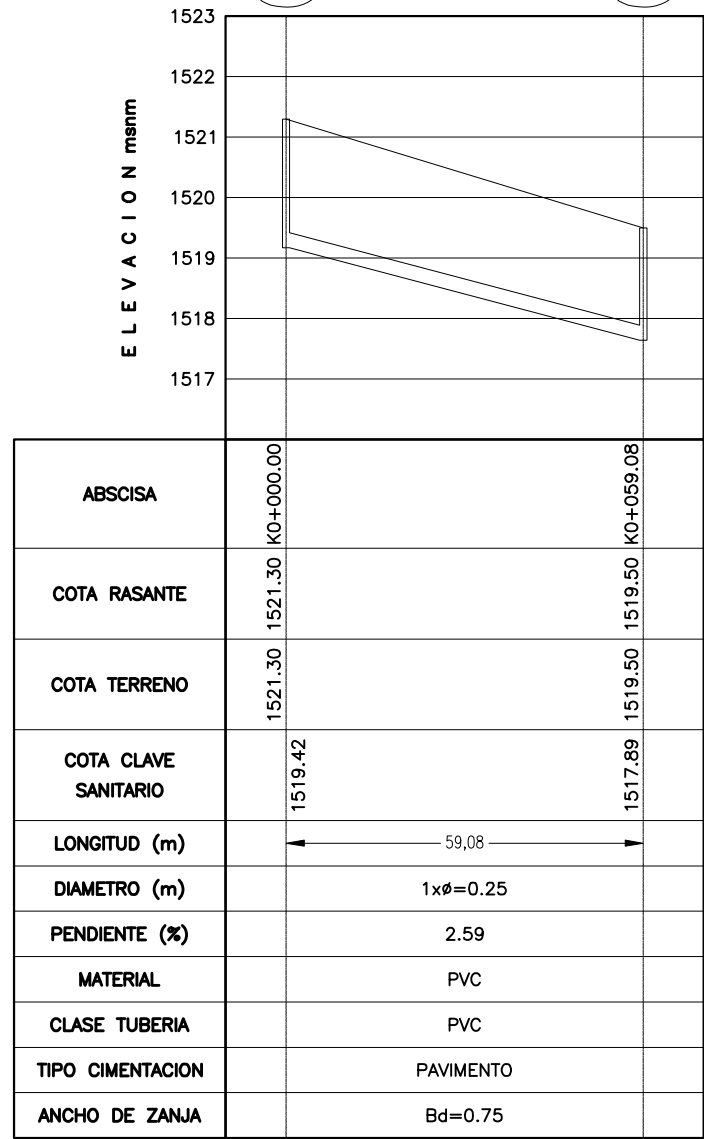 1523
1522
1521
1520
1519
1518
1517
ELEVACION msnm
ABSCISA
K0+000.00
K0+059.08
COTA RASANTE
1521.30
1519.50
COTA TERRENO
1521.30
1519.50
COTA CLAVE
SANITARIO
1519.42
1517.89
LONGITUD (m)
59,08
DIAMETRO (m)
1xø=0.25
PENDIENTE (%)
2.59
MATERIAL
PVC
CLASE TUBERIA
PVC
TIPO CIMENTACION
PAVIMENTO
ANCHO DE ZANJA
Bd=0.75